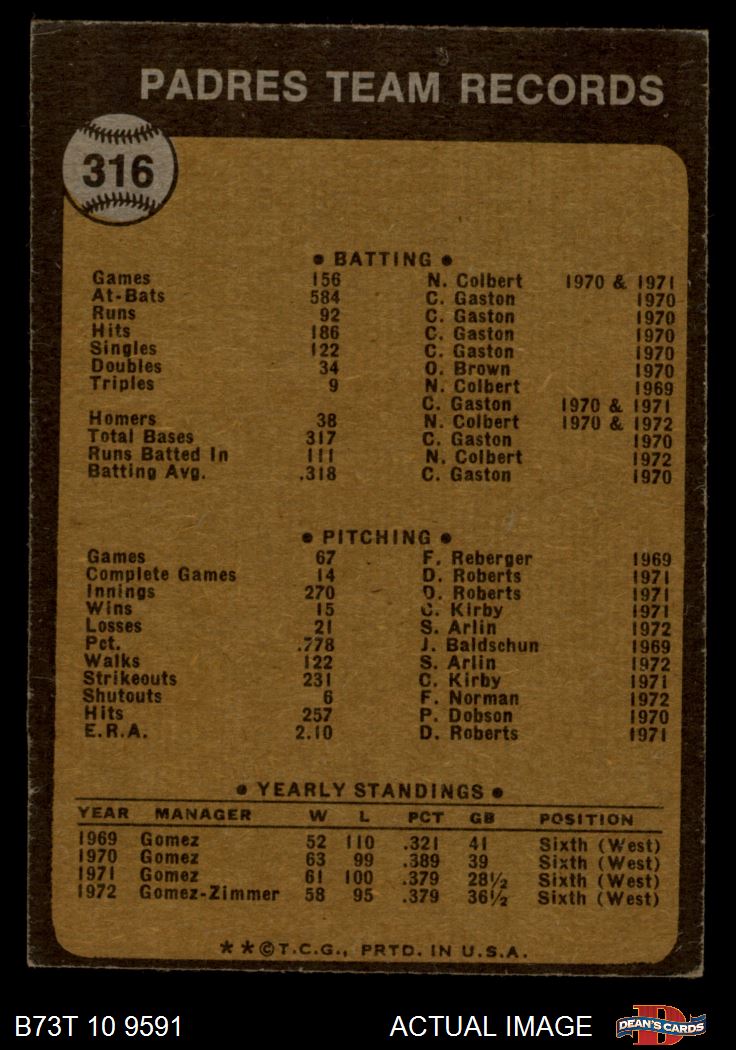 PADRES TEAM RECORDS
316
• BATTING •
Games 156 N. Colbert 1970 & 1971
At-Bats 584 C. Gaston 1970
Runs 92 C. Gaston 1970
Hits 186 C. Gaston 1970
Singles 122 C. Gaston 1970
Doubles 34 O. Brown 1970
Triples 9 N. Colbert 1969
C. Gaston 1970 & 1971
Homers 38 N. Colbert 1970 & 1972
Total Bases 317 C. Gaston 1970
Runs Batted In 111 N. Colbert 1972
Batting Avg. .318 C. Gaston 1970
• PITCHING •
Games 67 F. Reberger 1969
Complete Games 14 D. Roberts 1971
Innings 270 D. Roberts 1971
Wins 15 C. Kirby 1971
Losses 21 S. Arlin 1972
Pct. .778 J. Baldschun 1969
Walks 122 S. Arlin 1972
Strikeouts 231 C. Kirby 1971
Shutouts 6 F. Norman 1972
Hits 257 P. Dobson 1970
E.R.A. 2.10 D. Roberts 1971
• YEARLY STANDINGS •
YEAR MANAGER W L PCT GB POSITION
1969 Gomez 52 110 .321 41 Sixth (West)
1970 Gomez 63 99 .389 39 Sixth (West)
1971 Gomez 61 100 .379 28½ Sixth (West)
1972 Gomez-Zimmer 58 95 .379 36½ Sixth (West)
**©T.C.G., PRTD. IN U.S.A.
B73T 10 9591 ACTUAL IMAGE D DEAN'S CARDS